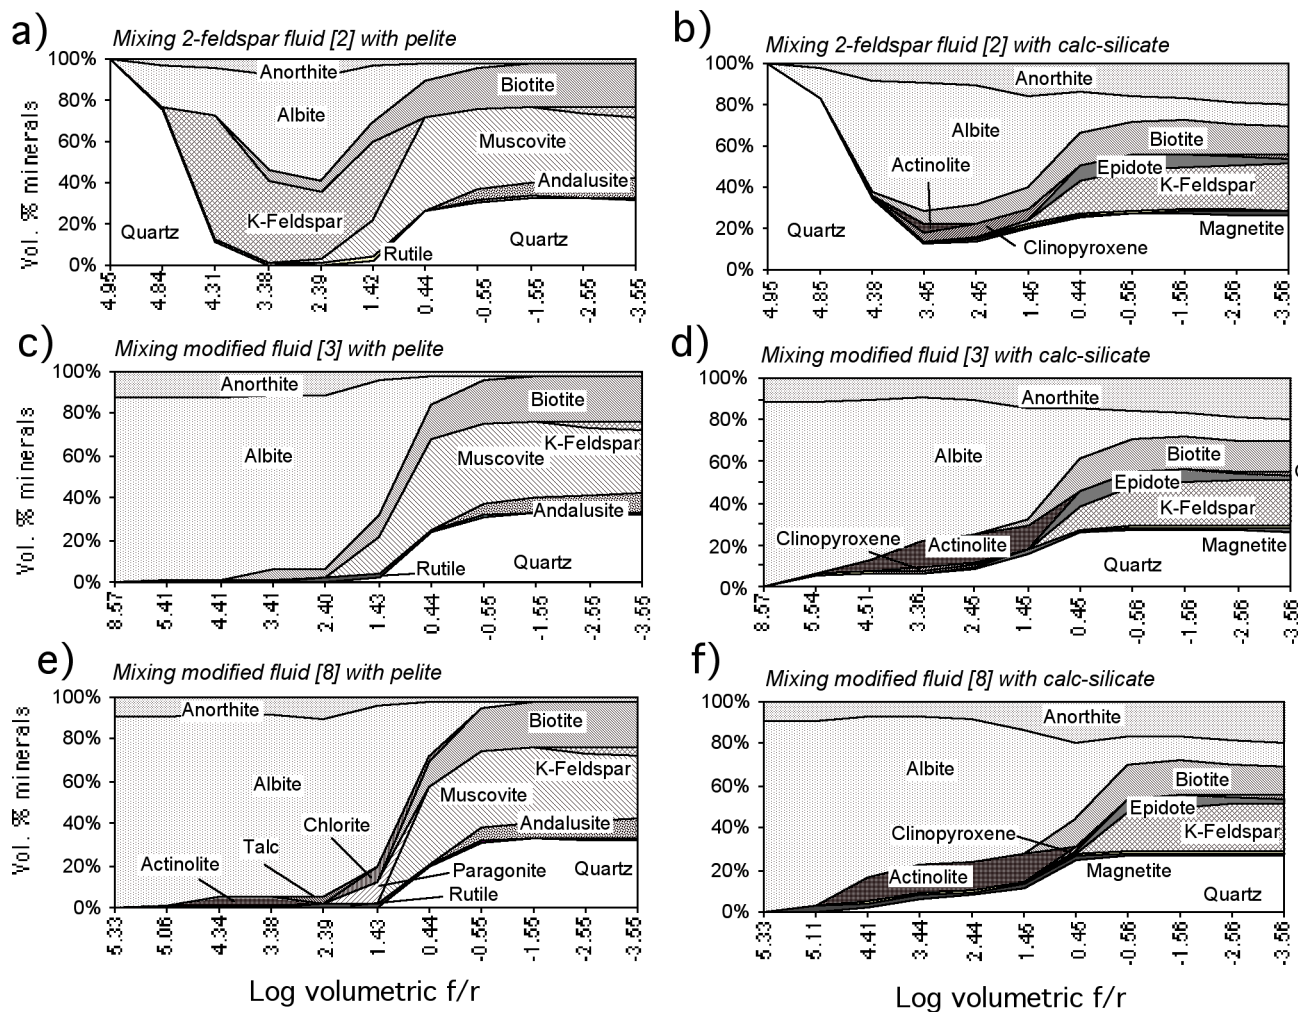 a)
Mixing 2-feldspar fluid [2] with pelite
Vol. % minerals
100%
80%
60%
40%
20%
0%
Anorthite
Biotite
Albite
Muscovite
Andalusite
K-Feldspar
Quartz
Quartz
Rutile
4.95
4.84
4.31
3.38
2.39
1.42
0.44
-0.55
-1.55
-2.55
-3.55
b)
Mixing 2-feldspar fluid [2] with calc-silicate
100%
80%
60%
40%
20%
0%
Anorthite
Albite
Biotite
Actinolite
Epidote
K-Feldspar
Quartz
Magnetite
Clinopyroxene
4.95
4.85
4.38
3.45
2.45
1.45
0.44
-0.56
-1.56
-2.56
-3.56
c)
Mixing modified fluid [3] with pelite
Vol. % minerals
100%
80%
60%
40%
20%
0%
Anorthite
Biotite
K-Feldspar
Albite
Muscovite
Andalusite
Rutile
Quartz
8.57
5.41
4.41
3.41
2.40
1.43
0.44
-0.55
-1.55
-2.55
-3.55
d)
Mixing modified fluid [3] with calc-silicate
100%
80%
60%
40%
20%
0%
Anorthite
Albite
Biotite
Epidote
K-Feldspar
Clinopyroxene
Actinolite
Magnetite
Quartz
8.57
5.54
4.51
3.36
2.45
1.45
0.45
-0.56
-1.56
-2.56
-3.56
e)
Mixing modified fluid [8] with pelite
Vol. % minerals
100%
80%
60%
40%
20%
0%
Anorthite
Biotite
K-Feldspar
Albite
Muscovite
Chlorite
Andalusite
Talc
Actinolite
Paragonite
Quartz
Rutile
5.33
5.06
4.34
3.38
2.39
1.43
0.44
-0.55
-1.55
-2.55
-3.55
Log volumetric f/r
f)
Mixing modified fluid [8] with calc-silicate
100%
80%
60%
40%
20%
0%
Anorthite
Albite
Biotite
Epidote
Clinopyroxene
K-Feldspar
Actinolite
Magnetite
Quartz
5.33
5.11
4.41
3.44
2.44
1.45
0.45
-0.56
-1.56
-2.56
-3.56
Log volumetric f/r